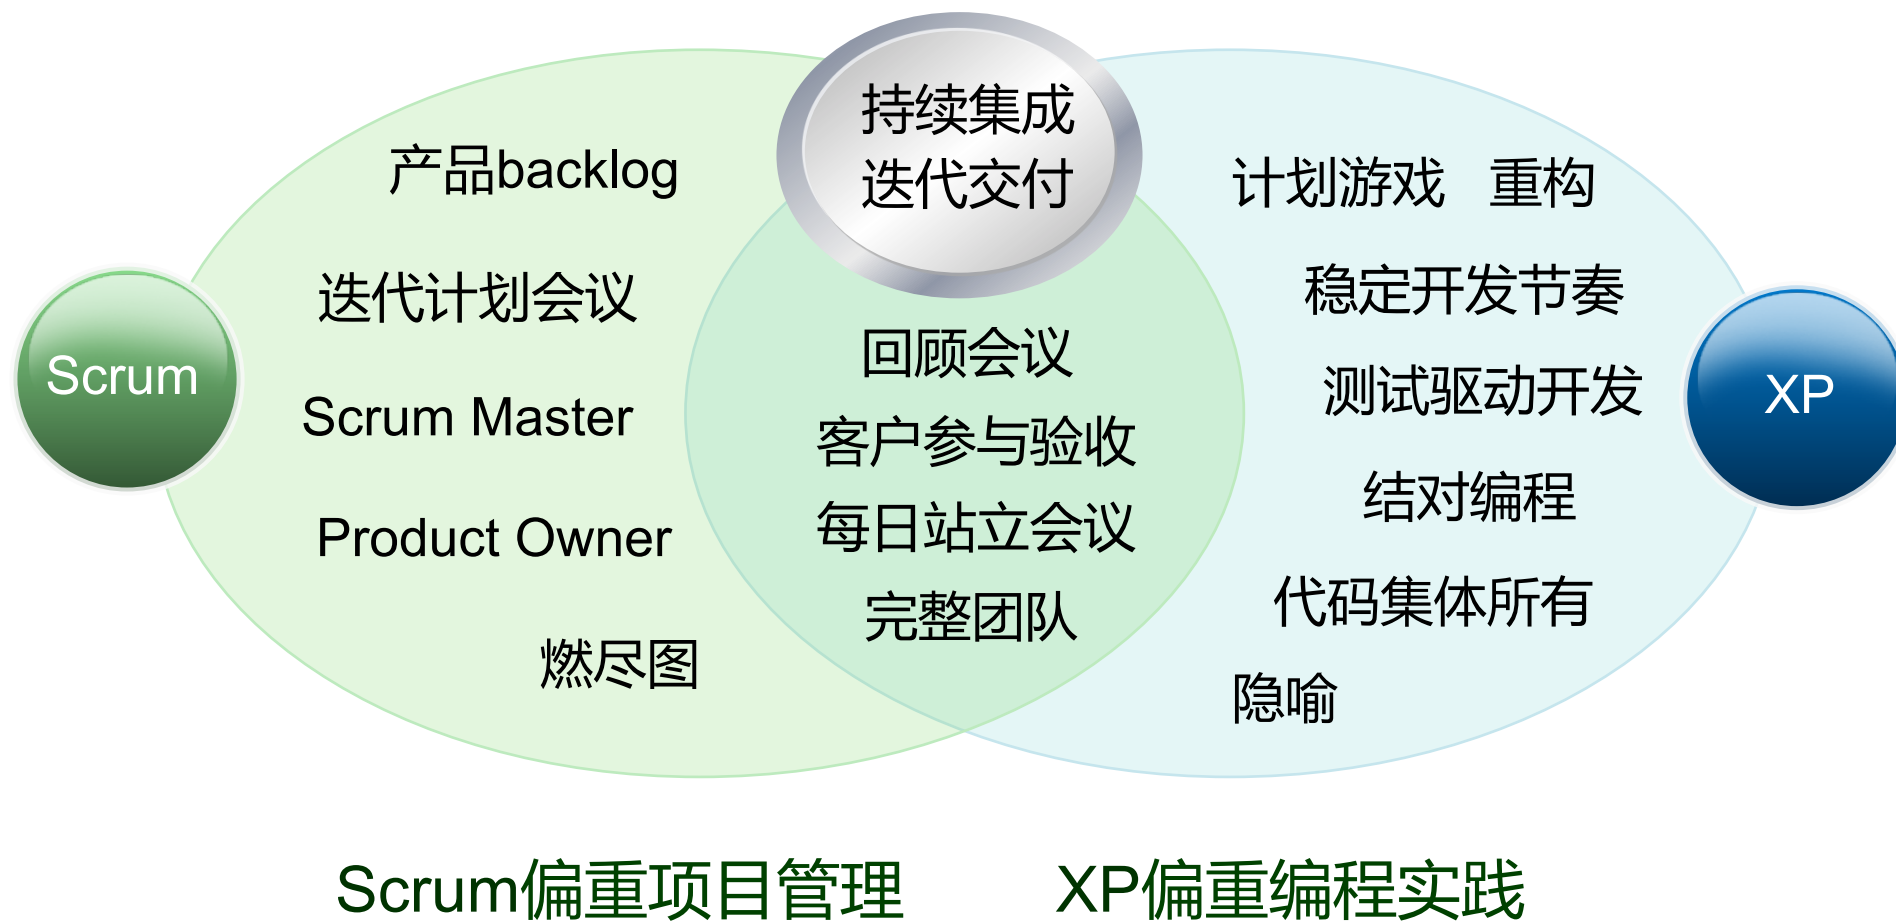 持续集成
迭代交付
Scrum
产品backlog
迭代计划会议
Scrum Master
Product Owner
燃尽图
回顾会议
客户参与验收
每日站立会议
完整团队
计划游戏 重构
稳定开发节奏
测试驱动开发
结对编程
代码集体所有
隐喻
XP
Scrum偏重项目管理
XP偏重编程实践